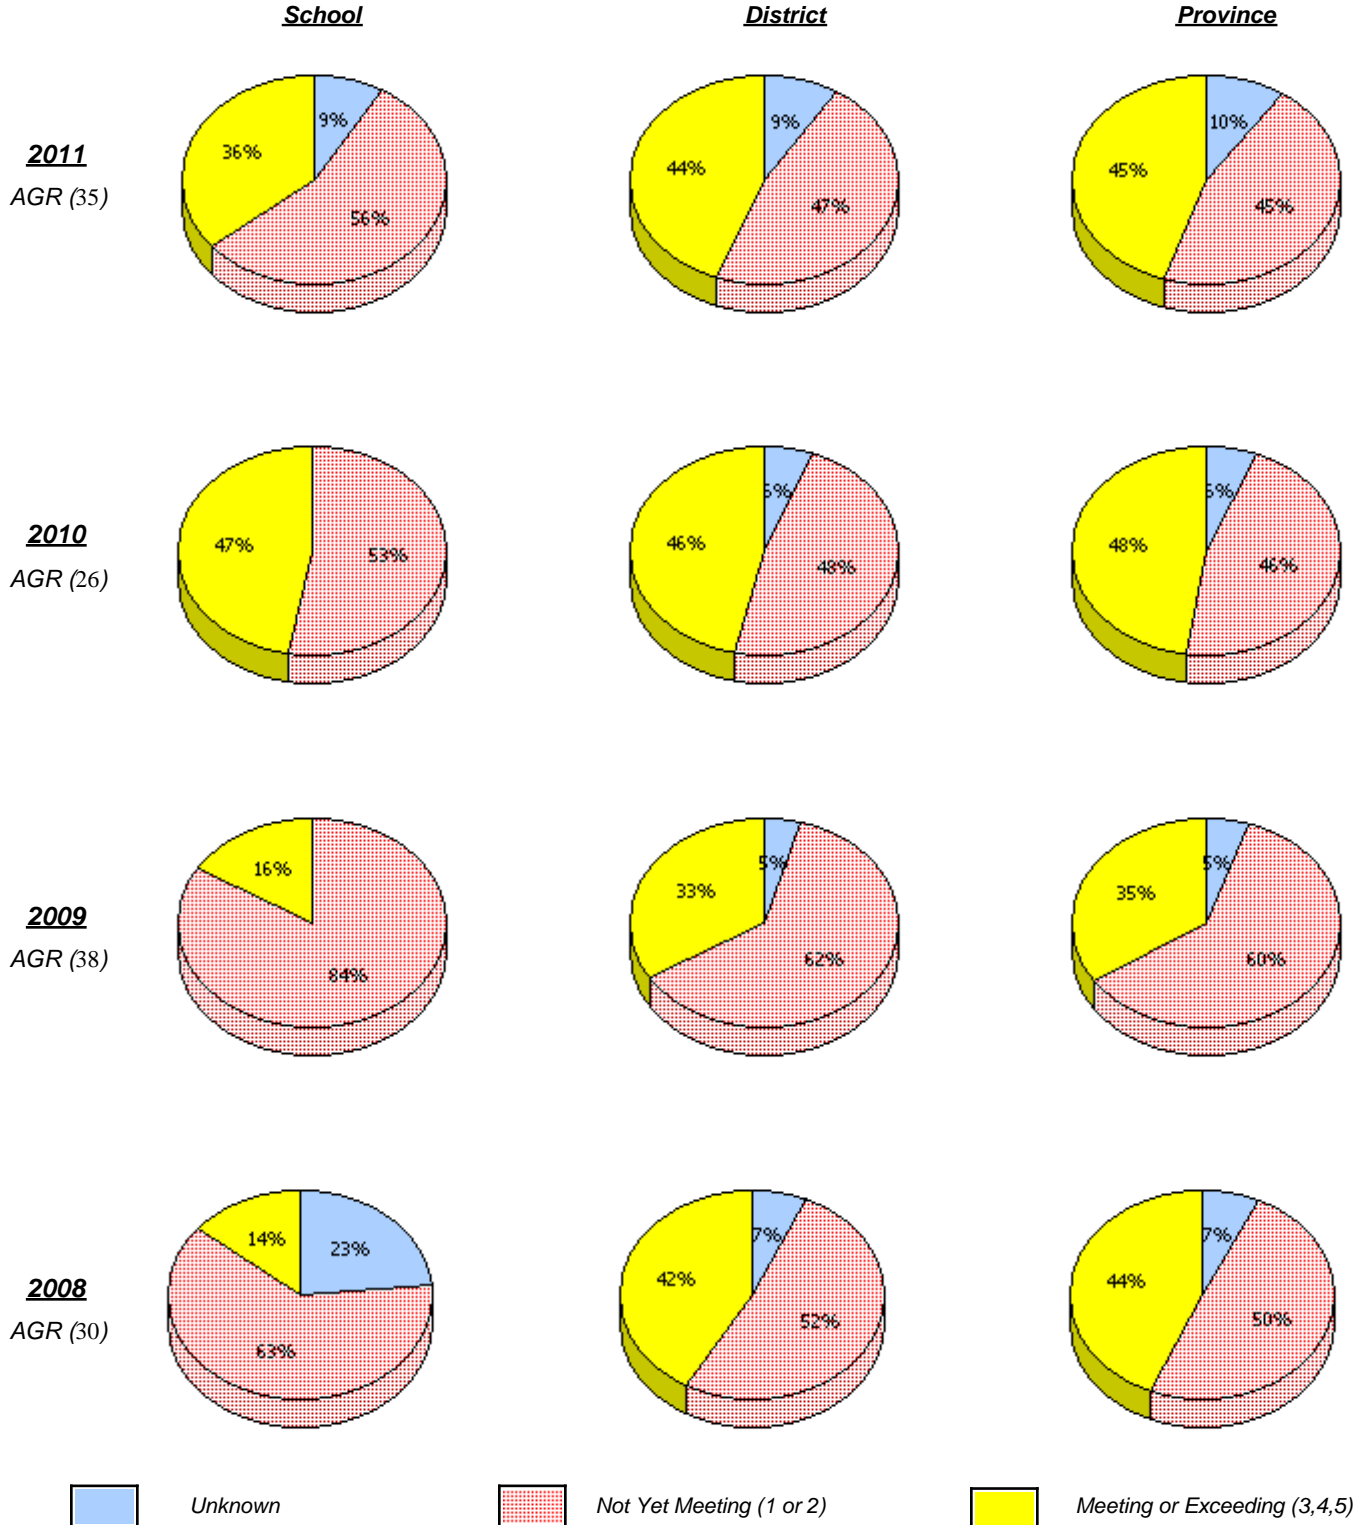 School District Province
2011
AGR (35)
36% 9% 56%
44% 9% 47%
45% 10% 45%
2010
AGR (26)
47% 53%
46% 48%
48% 46%
2009
AGR (38)
16% 84%
33% 5% 62%
35% 5% 60%
2008
AGR (30)
14% 23% 63%
42% 7% 52%
44% 7% 50%
Unknown Not Yet Meeting (1 or 2) Meeting or Exceeding (3,4,5)